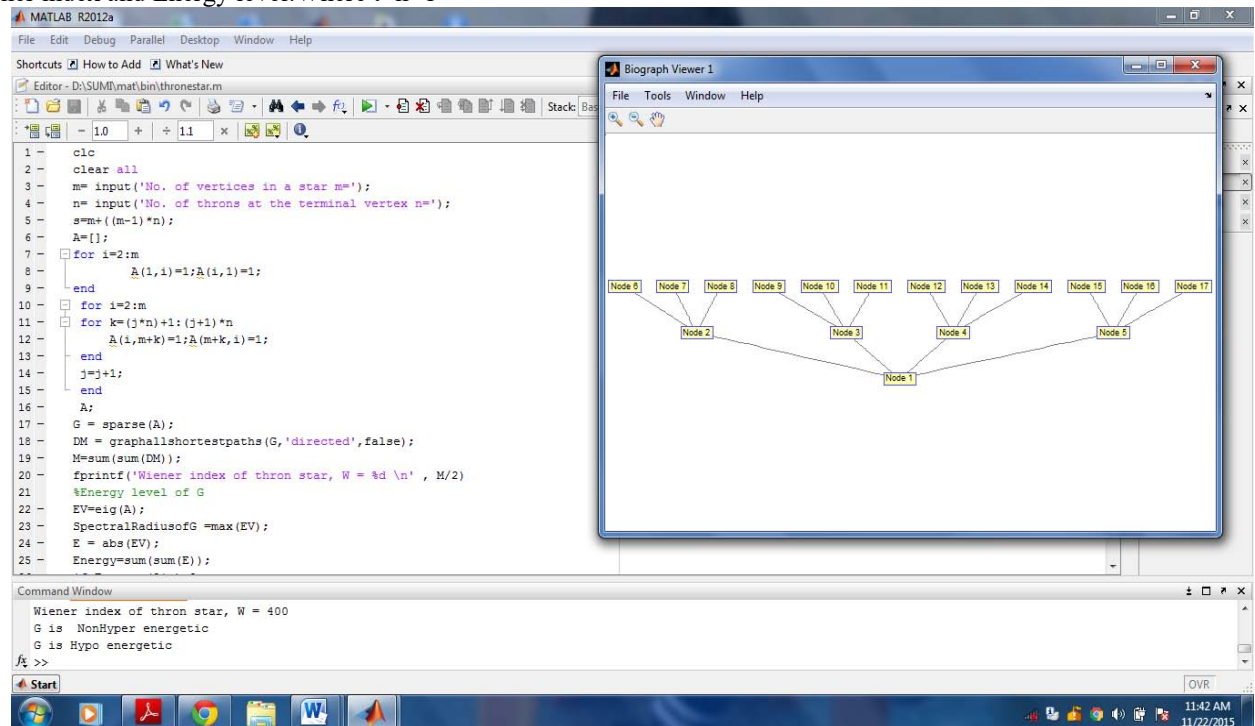 MATLAB R2012a
File Edit Debug Parallel Desktop Window Help
Shortcuts How to Add What's New
Editor - D:\SUMI\mat\bin\thronestar.m
Stack: Bas
- 1.0 + ÷ 1.1 ×
1 - clc
2 - clear all
3 - m= input('No. of vertices in a star m=');
4 - n= input('No. of throns at the terminal vertex n=');
5 - s=m+((m-1)*n);
6 - A=[];
7 - for i=2:m
8 - A(1,i)=1;A(i,1)=1;
9 - end
10 - for i=2:m
11 - for k=(j*n)+1:(j+1)*n
12 - A(i,m+k)=1;A(m+k,i)=1;
13 - end
14 - j=j+1;
15 - end
16 - A;
17 - G = sparse(A);
18 - DM = graphallshortestpaths(G,'directed',false);
19 - M=sum(sum(DM));
20 - fprintf('Wiener index of thron star, W = %d \n' , M/2)
21 %Energy level of G
22 - EV=eig(A);
23 - SpectralRadiusofG =max(EV);
24 - E = abs(EV);
25 - Energy=sum(sum(E));
Biograph Viewer 1
File Tools Window Help
Node 6 Node 7 Node 8 Node 9 Node 10 Node 11 Node 12 Node 13 Node 14 Node 15 Node 16 Node 17
Node 2 Node 3 Node 4 Node 5
Node 1
Command Window
Wiener index of thron star, W = 400
G is NonHyper energetic
G is Hypo energetic
fx >>
Start
OVR
11:42 AM
11/22/2015